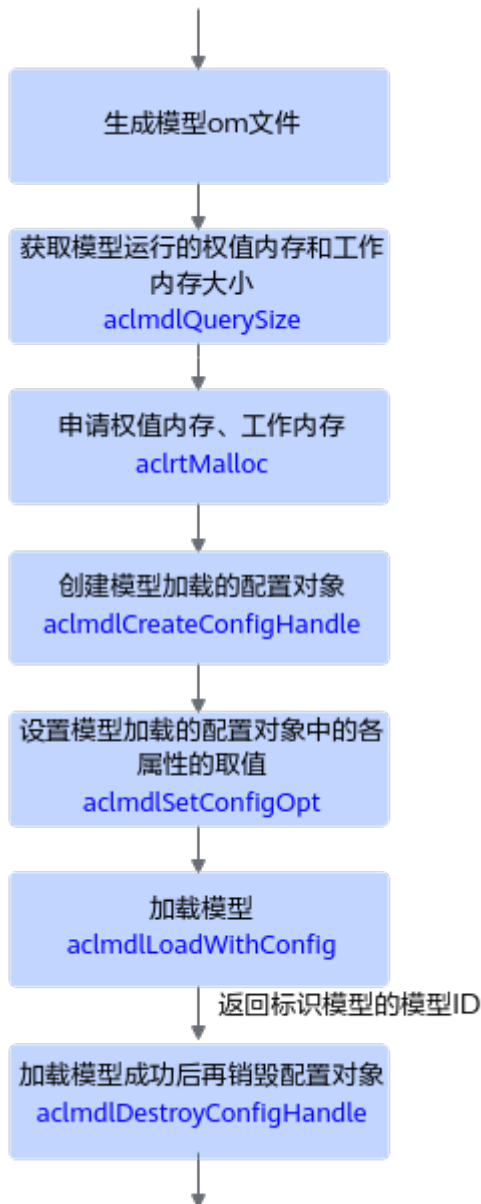 生成模型om文件
获取模型运行的权值内存和工作
内存大小
aclmdlQuerySize
申请权值内存、工作内存
aclrtMalloc
创建模型加载的配置对象
aclmdlCreateConfigHandle
设置模型加载的配置对象中的各
属性的取值
aclmdlSetConfigOpt
加载模型
aclmdlLoadWithConfig
返回标识模型的模型ID
加载模型成功后再销毁配置对象
aclmdlDestroyConfigHandle